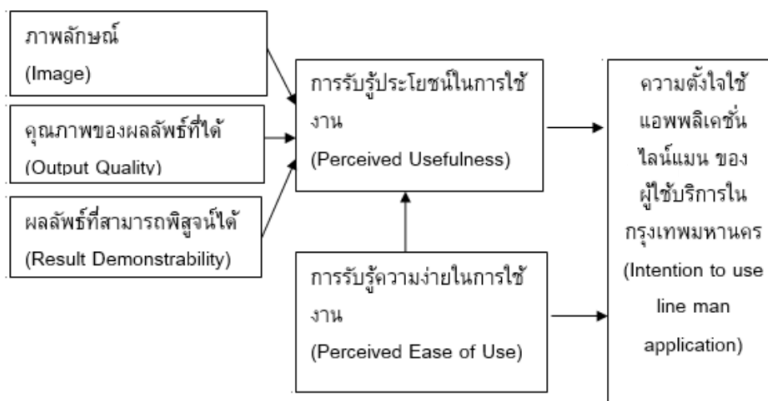 ภาพลักษณ์
(Image)
คุณภาพของผลลัพธ์ที่ได้
(Output Quality)
ผลลัพธ์ที่สามารถพิสูจน์ได้
(Result Demonstrability)
การรับรู้ประโยชน์ในการใช้
งาน
(Perceived Usefulness)
การรับรู้ความง่ายในการใช้
งาน
(Perceived Ease of Use)
ความตั้งใจใช้
แอพพลิเคชั่น
ไลน์แมน ของ
ผู้ใช้บริการใน
กรุงเทพมหานคร
(Intention to use
line man
application)